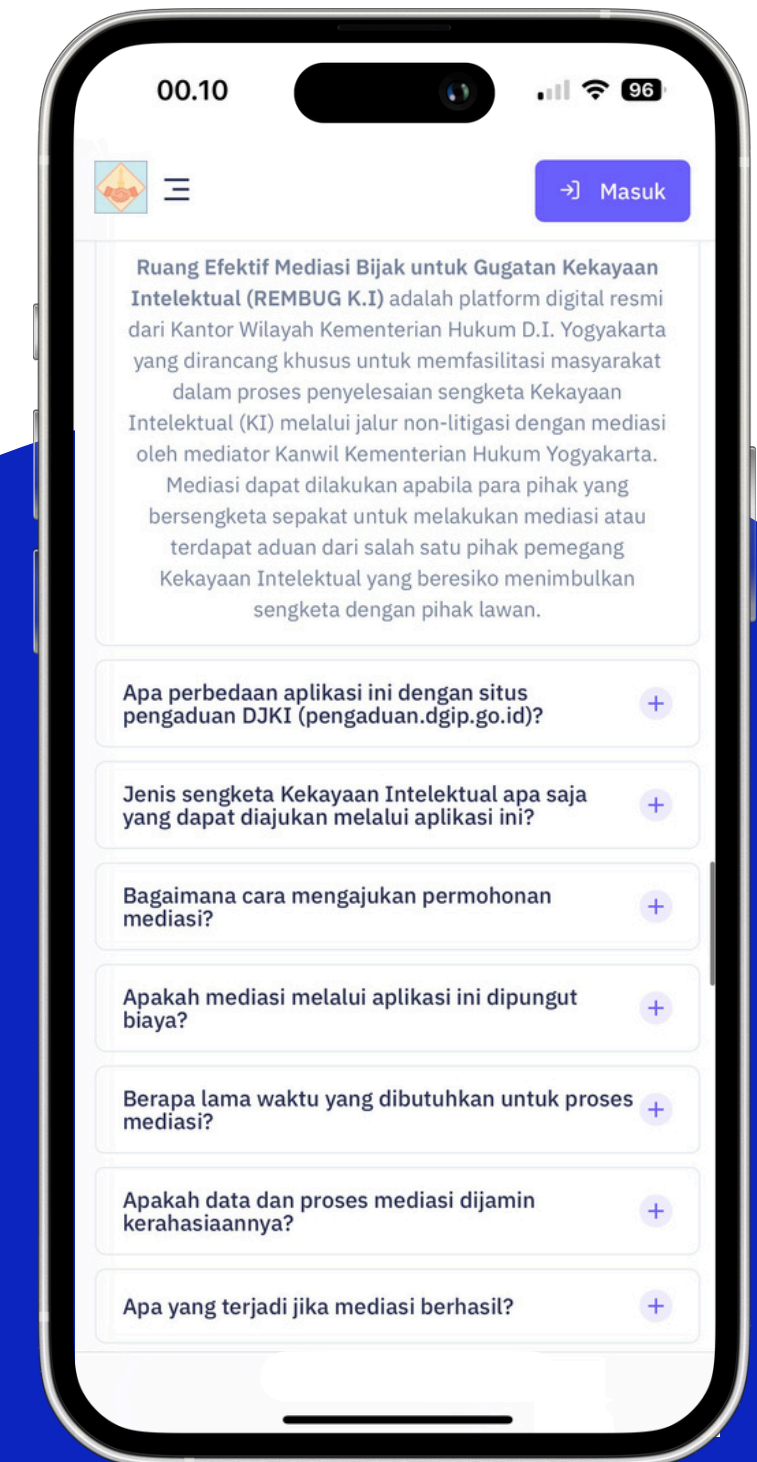 00.10
96
Masuk
Ruang Efektif Mediasi Bijak untuk Gugatan Kekayaan
Intelektual (REMBUG K.I) adalah platform digital resmi
dari Kantor Wilayah Kementerian Hukum D.I. Yogyakarta
yang dirancang khusus untuk memfasilitasi masyarakat
dalam proses penyelesaian sengketa Kekayaan
Intelektual (KI) melalui jalur non-litigasi dengan mediasi
oleh mediator Kanwil Kementerian Hukum Yogyakarta.
Mediasi dapat dilakukan apabila para pihak yang
bersengketa sepakat untuk melakukan mediasi atau
terdapat aduan dari salah satu pihak pemegang
Kekayaan Intelektual yang beresiko menimbulkan
sengketa dengan pihak lawan.
Apa perbedaan aplikasi ini dengan situs
pengaduan DJKI (pengaduan.dgip.go.id)?
Jenis sengketa Kekayaan Intelektual apa saja
yang dapat diajukan melalui aplikasi ini?
Bagaimana cara mengajukan permohonan
mediasi?
Apakah mediasi melalui aplikasi ini dipungut
biaya?
Berapa lama waktu yang dibutuhkan untuk proses
mediasi?
Apakah data dan proses mediasi dijamin
kerahasiaannya?
Apa yang terjadi jika mediasi berhasil?